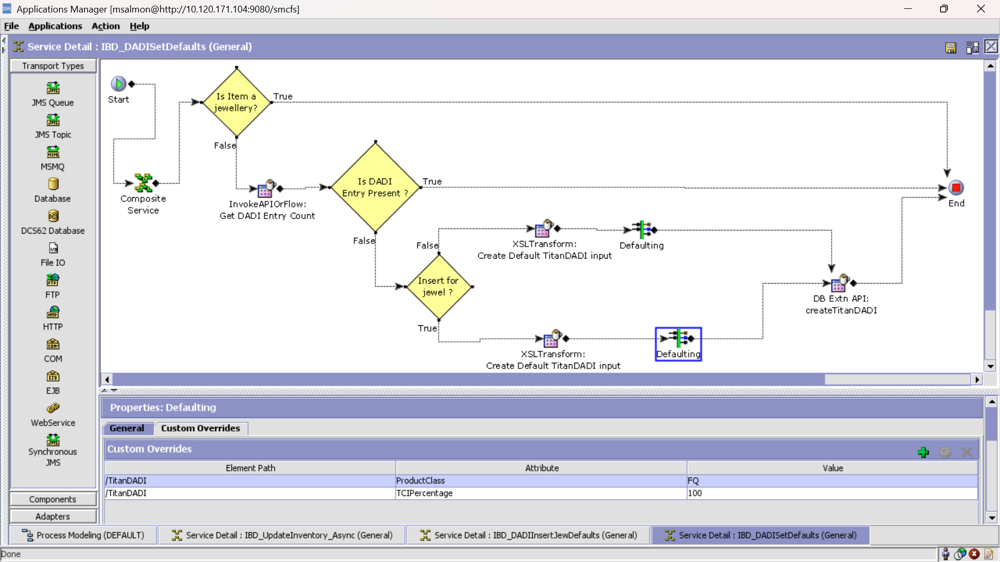 Applications Manager [msalmon@http://10.120.171.104:9080/smcfs]
File Applications Action Help
Service Detail : IBD_DADISetDefaults (General)
Transport Types
JMS Queue
JMS Topic
MSMQ
Database
DCS62 Database
File IO
FTP
HTTP
COM
EJB
WebService
Synchronous
JMS
Components
Adapters
Start
Is Item a
jewellery?
True
False
Composite
Service
InvokeAPIOrFlow:
Get DADI Entry Count
Is DADI
Entry Present ?
True
False
End
False
XSLTransform:
Create Default TitanDADI input
Defaulting
Insert for
jewel ?
True
DB Extn API:
createTitanDADI
XSLTransform:
Create Default TitanDADI input
Defaulting
Properties: Defaulting
General Custom Overrides
Custom Overrides
Element Path Attribute Value
/TitanDADI ProductClass FQ
/TitanDADI TCIPercentage 100
Process Modeling (DEFAULT) Service Detail : IBD_UpdateInventory_Async (General) Service Detail : IBD_DADIInsertJewDefaults (General) Service Detail : IBD_DADISetDefaults (General)
Done